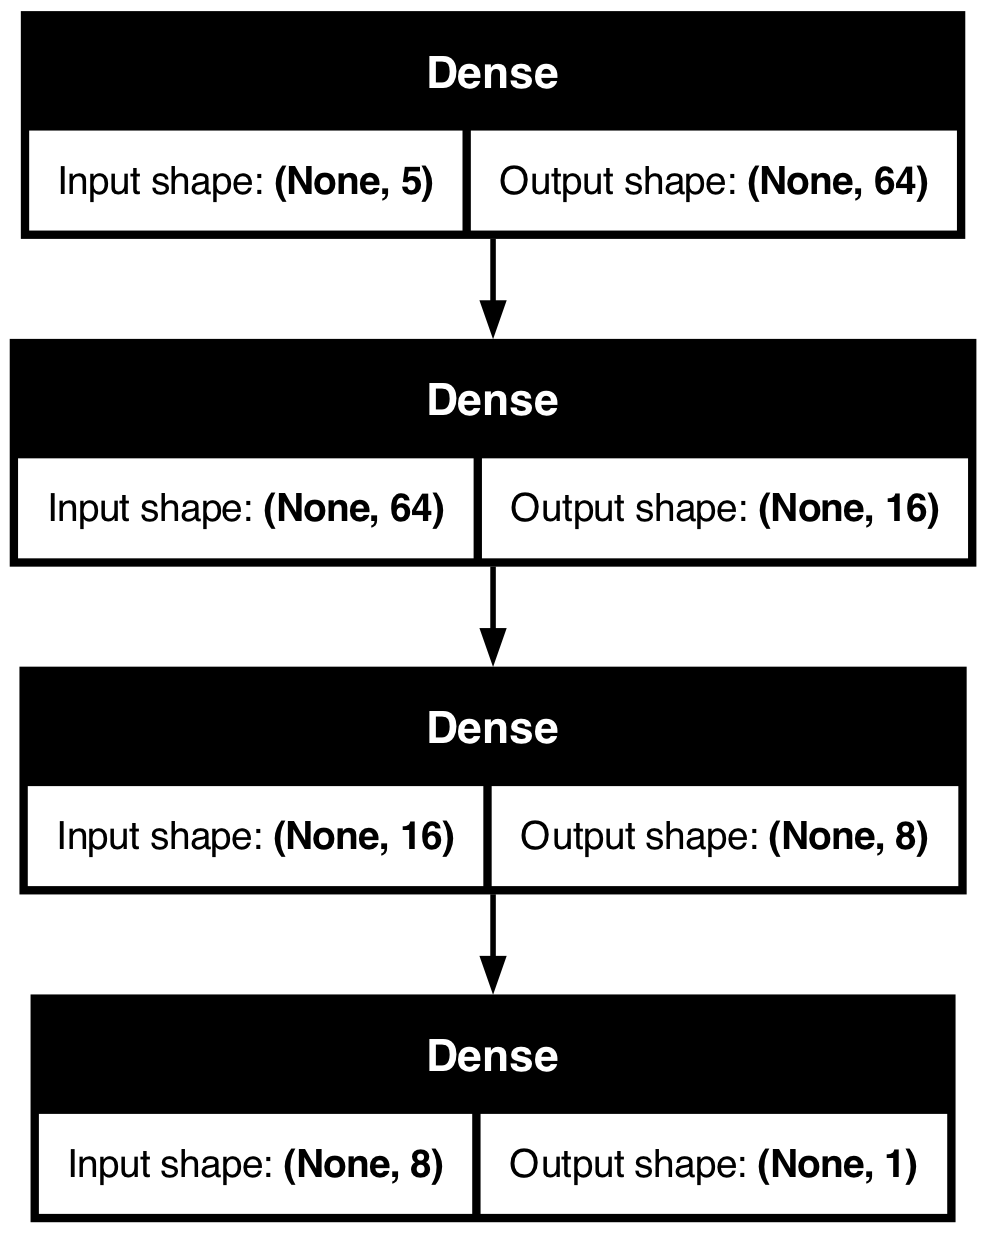 Dense
Input shape: (None, 5) Output shape: (None, 64)
Dense
Input shape: (None, 64) Output shape: (None, 16)
Dense
Input shape: (None, 16) Output shape: (None, 8)
Dense
Input shape: (None, 8) Output shape: (None, 1)